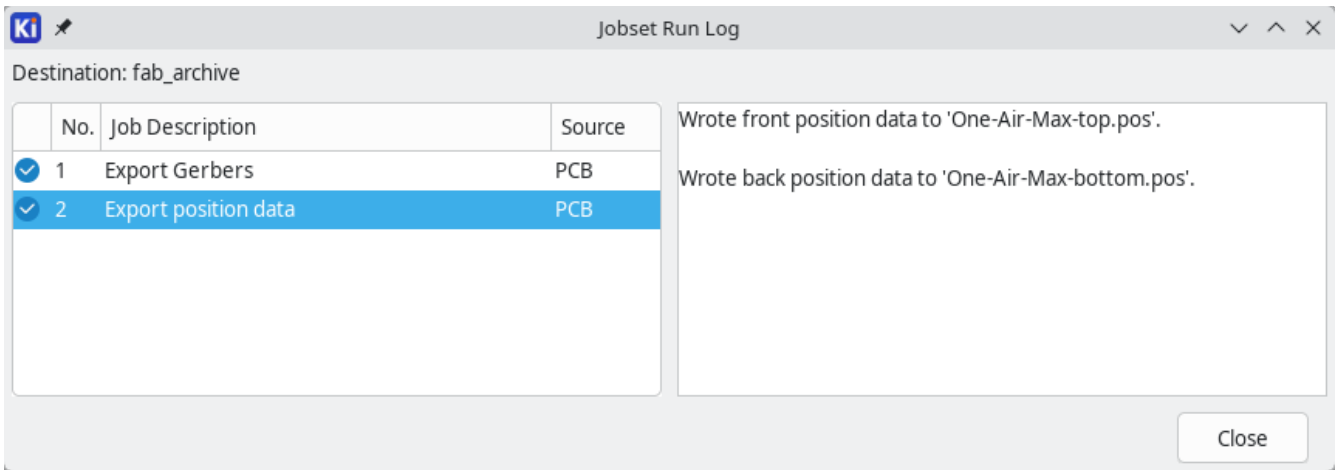 Ki
Jobset Run Log
Destination: fab_archive
No. Job Description Source
1 Export Gerbers PCB
2 Export position data PCB
Wrote front position data to 'One-Air-Max-top.pos'.
Wrote back position data to 'One-Air-Max-bottom.pos'.
Close